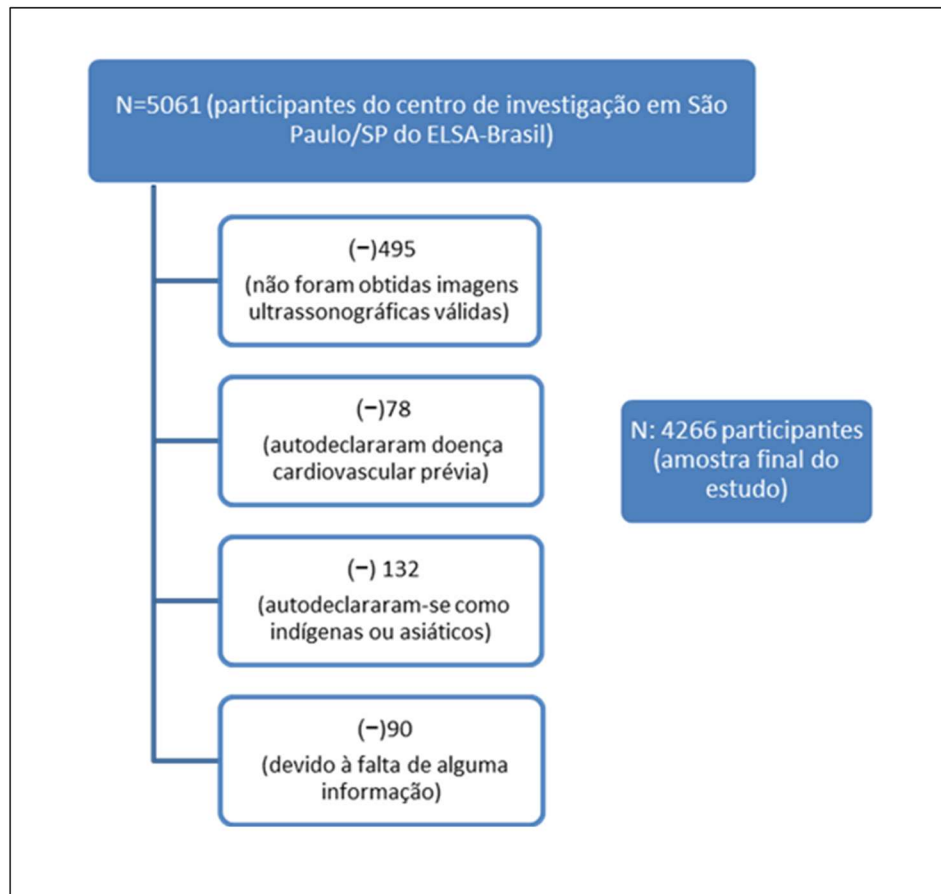 N=5061 (participantes do centro de investigação em São
Paulo/SP do ELSA-Brasil)
(−)495
(não foram obtidas imagens
ultrassonográficas válidas)
(−)78
(autodeclararam doença
cardiovascular prévia)
(−) 132
(autodeclararam-se como
indígenas ou asiáticos)
(−)90
(devido à falta de alguma
informação)
N: 4266 participantes
(amostra final do
estudo)